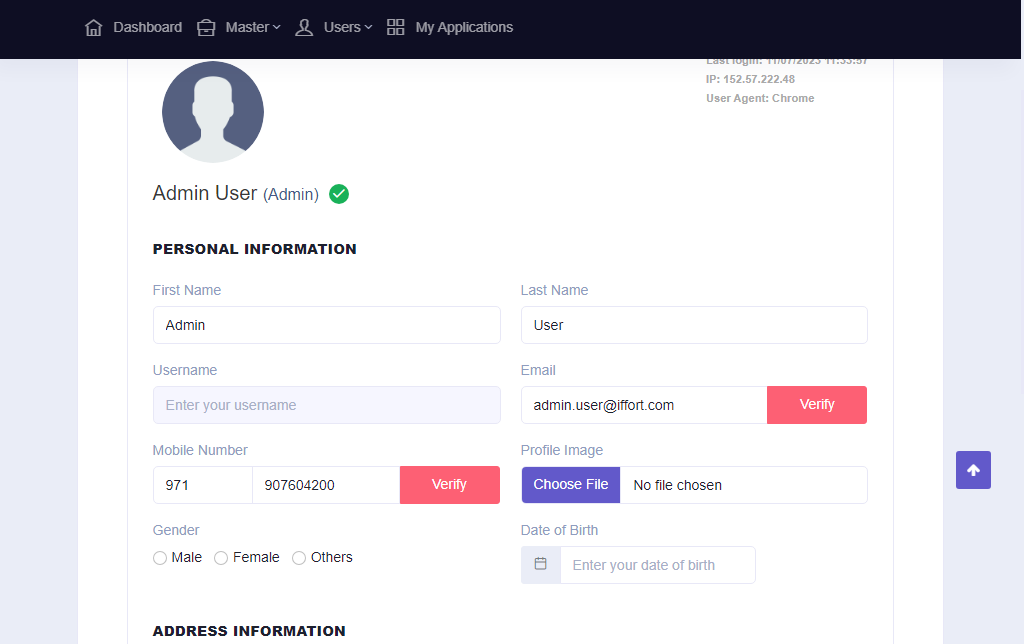 Dashboard Master Users My Applications
Last login: 11/07/2023 11:33:57
IP: 152.57.222.48
User Agent: Chrome
Admin User (Admin)
PERSONAL INFORMATION
First Name Last Name
Admin User
Username Email
Enter your username admin.user@iffort.com Verify
Mobile Number Profile Image
971 907604200 Verify Choose File No file chosen
Gender Date of Birth
Male Female Others Enter your date of birth
ADDRESS INFORMATION